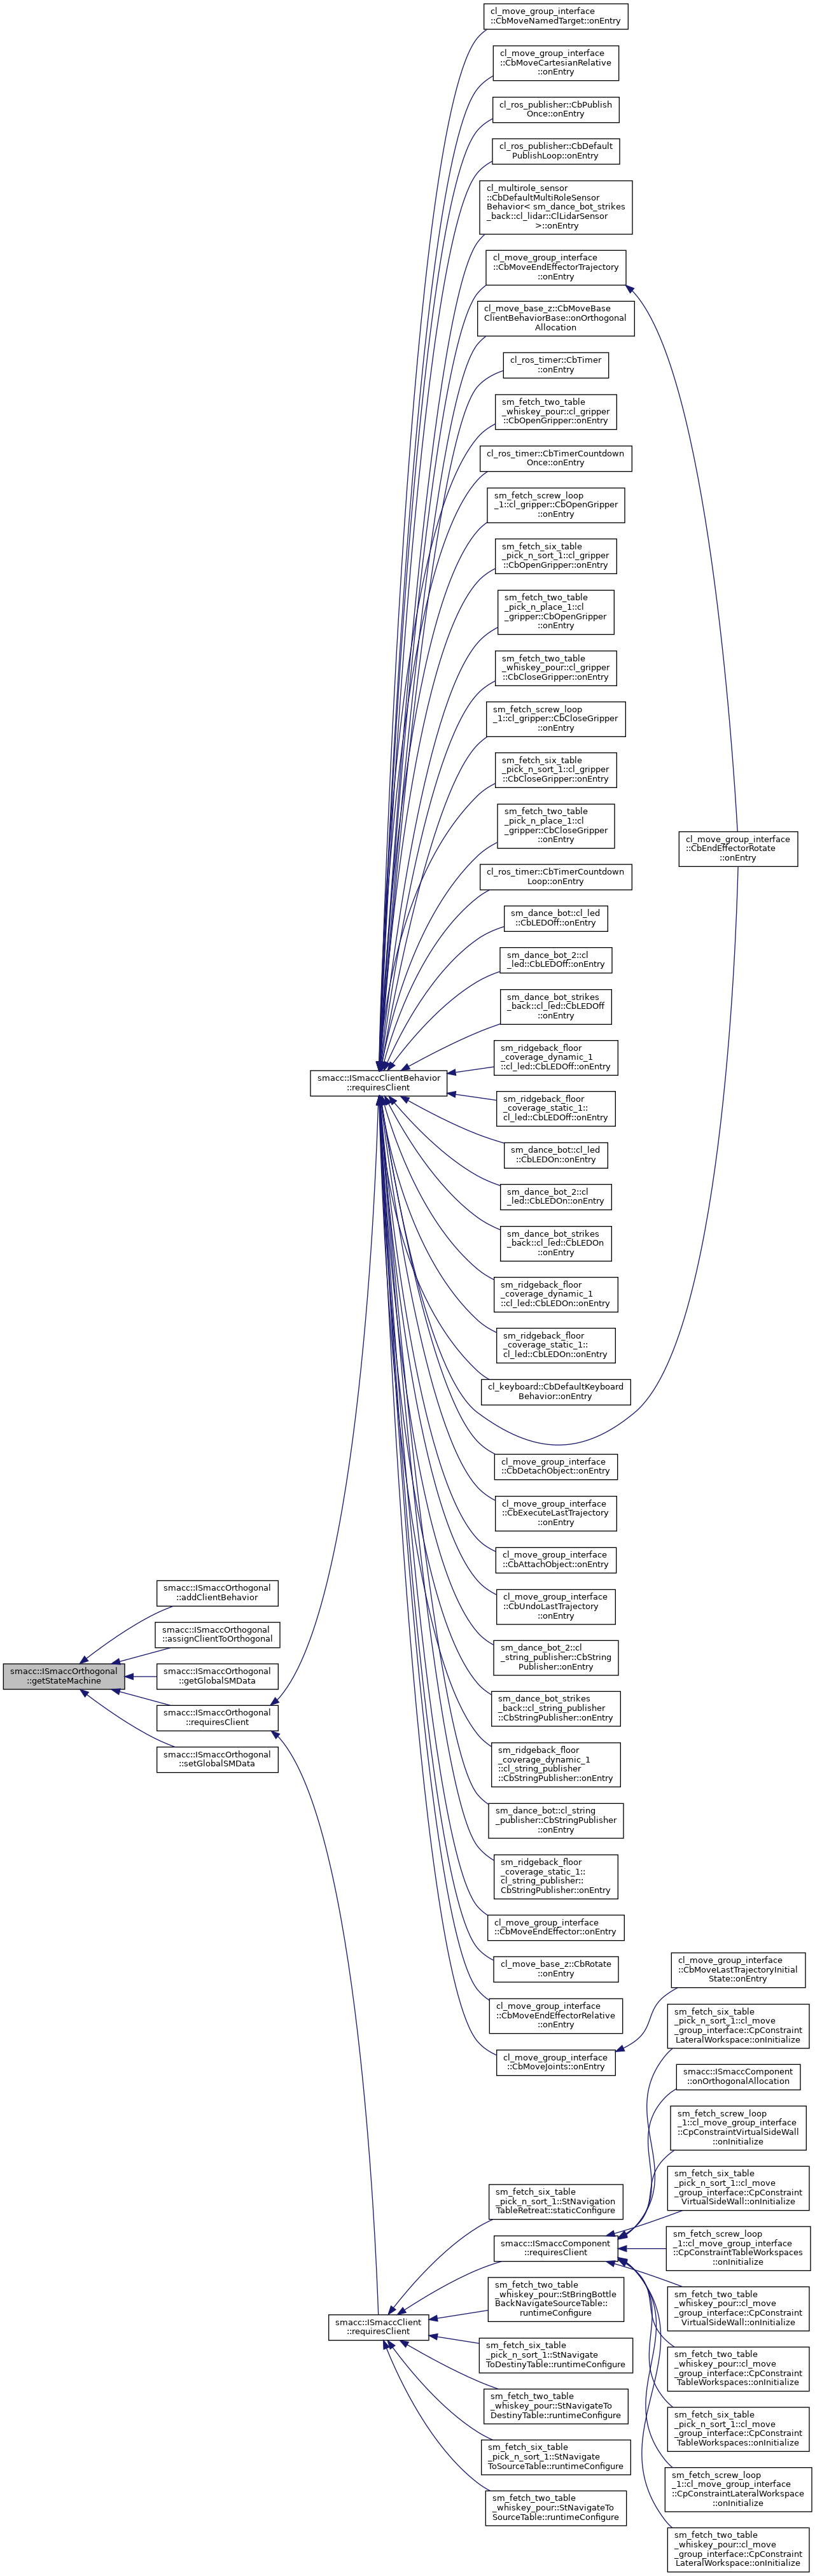 cl_move_group_interface
::CbMoveNamedTarget::onEntry
cl_move_group_interface
::CbMoveCartesianRelative
::onEntry
cl_ros_publisher::CbPublish
Once::onEntry
cl_ros_publisher::CbDefault
PublishLoop::onEntry
cl_multirole_sensor
::CbDefaultMultiRoleSensor
Behavior< sm_dance_bot_strikes
_back::cl_lidar::ClLidarSensor
>::onEntry
cl_move_group_interface
::CbMoveEndEffectorTrajectory
::onEntry
cl_move_base_z::CbMoveBase
ClientBehaviorBase::onOrthogonal
Allocation
cl_ros_timer::CbTimer
::onEntry
sm_fetch_two_table
_whiskey_pour::cl_gripper
::CbOpenGripper::onEntry
cl_ros_timer::CbTimerCountdown
Once::onEntry
sm_fetch_screw_loop
_1::cl_gripper::CbOpenGripper
::onEntry
sm_fetch_six_table
_pick_n_sort_1::cl_gripper
::CbOpenGripper::onEntry
sm_fetch_two_table
_pick_n_place_1::cl
_gripper::CbOpenGripper
::onEntry
sm_fetch_two_table
_whiskey_pour::cl_gripper
::CbCloseGripper::onEntry
sm_fetch_screw_loop
_1::cl_gripper::CbCloseGripper
::onEntry
sm_fetch_six_table
_pick_n_sort_1::cl_gripper
::CbCloseGripper::onEntry
sm_fetch_two_table
_pick_n_place_1::cl
_gripper::CbCloseGripper
::onEntry
cl_move_group_interface
::CbEndEffectorRotate
::onEntry
cl_ros_timer::CbTimerCountdown
Loop::onEntry
sm_dance_bot::cl_led
::CbLEDOff::onEntry
sm_dance_bot_2::cl
_led::CbLEDOff::onEntry
sm_dance_bot_strikes
_back::cl_led::CbLEDOff
::onEntry
smacc::ISmaccClientBehavior
::requiresClient
sm_ridgeback_floor
_coverage_dynamic_1
::cl_led::CbLEDOff::onEntry
sm_ridgeback_floor
_coverage_static_1::
cl_led::CbLEDOff::onEntry
sm_dance_bot::cl_led
::CbLEDOn::onEntry
sm_dance_bot_2::cl
_led::CbLEDOn::onEntry
sm_dance_bot_strikes
_back::cl_led::CbLEDOn
::onEntry
sm_ridgeback_floor
_coverage_dynamic_1
::cl_led::CbLEDOn::onEntry
sm_ridgeback_floor
_coverage_static_1::
cl_led::CbLEDOn::onEntry
cl_keyboard::CbDefaultKeyboard
Behavior::onEntry
cl_move_group_interface
::CbDetachObject::onEntry
cl_move_group_interface
::CbExecuteLastTrajectory
::onEntry
cl_move_group_interface
::CbAttachObject::onEntry
cl_move_group_interface
::CbUndoLastTrajectory
::onEntry
sm_dance_bot_2::cl
_string_publisher::CbString
Publisher::onEntry
sm_dance_bot_strikes
_back::cl_string_publisher
::CbStringPublisher::onEntry
sm_ridgeback_floor
_coverage_dynamic_1
::cl_string_publisher
::CbStringPublisher::onEntry
sm_dance_bot::cl_string
_publisher::CbStringPublisher
::onEntry
sm_ridgeback_floor
_coverage_static_1::
cl_string_publisher::
CbStringPublisher::onEntry
cl_move_group_interface
::CbMoveEndEffector::onEntry
cl_move_base_z::CbRotate
::onEntry
cl_move_group_interface
::CbMoveEndEffectorRelative
::onEntry
cl_move_group_interface
::CbMoveJoints::onEntry
smacc::ISmaccOrthogonal
::addClientBehavior
smacc::ISmaccOrthogonal
::assignClientToOrthogonal
smacc::ISmaccOrthogonal
::getStateMachine
smacc::ISmaccOrthogonal
::getGlobalSMData
smacc::ISmaccOrthogonal
::requiresClient
smacc::ISmaccOrthogonal
::setGlobalSMData
cl_move_group_interface
::CbMoveLastTrajectoryInitial
State::onEntry
sm_fetch_six_table
_pick_n_sort_1::cl_move
_group_interface::CpConstraint
LateralWorkspace::onInitialize
smacc::ISmaccComponent
::onOrthogonalAllocation
sm_fetch_screw_loop
_1::cl_move_group_interface
::CpConstraintVirtualSideWall
::onInitialize
sm_fetch_six_table
_pick_n_sort_1::cl_move
_group_interface::CpConstraint
VirtualSideWall::onInitialize
sm_fetch_screw_loop
_1::cl_move_group_interface
::CpConstraintTableWorkspaces
::onInitialize
sm_fetch_two_table
_whiskey_pour::cl_move
_group_interface::CpConstraint
VirtualSideWall::onInitialize
sm_fetch_two_table
_whiskey_pour::cl_move
_group_interface::CpConstraint
TableWorkspaces::onInitialize
sm_fetch_six_table
_pick_n_sort_1::cl_move
_group_interface::CpConstraint
TableWorkspaces::onInitialize
sm_fetch_screw_loop
_1::cl_move_group_interface
::CpConstraintLateralWorkspace
::onInitialize
sm_fetch_two_table
_whiskey_pour::cl_move
_group_interface::CpConstraint
LateralWorkspace::onInitialize
sm_fetch_six_table
_pick_n_sort_1::StNavigation
TableRetreat::staticConfigure
smacc::ISmaccComponent
::requiresClient
sm_fetch_two_table
_whiskey_pour::StBringBottle
BackNavigateSourceTable::
runtimeConfigure
smacc::ISmaccClient
::requiresClient
sm_fetch_six_table
_pick_n_sort_1::StNavigate
ToDestinyTable::runtimeConfigure
sm_fetch_two_table
_whiskey_pour::StNavigateTo
DestinyTable::runtimeConfigure
sm_fetch_six_table
_pick_n_sort_1::StNavigate
ToSourceTable::runtimeConfigure
sm_fetch_two_table
_whiskey_pour::StNavigateTo
SourceTable::runtimeConfigure